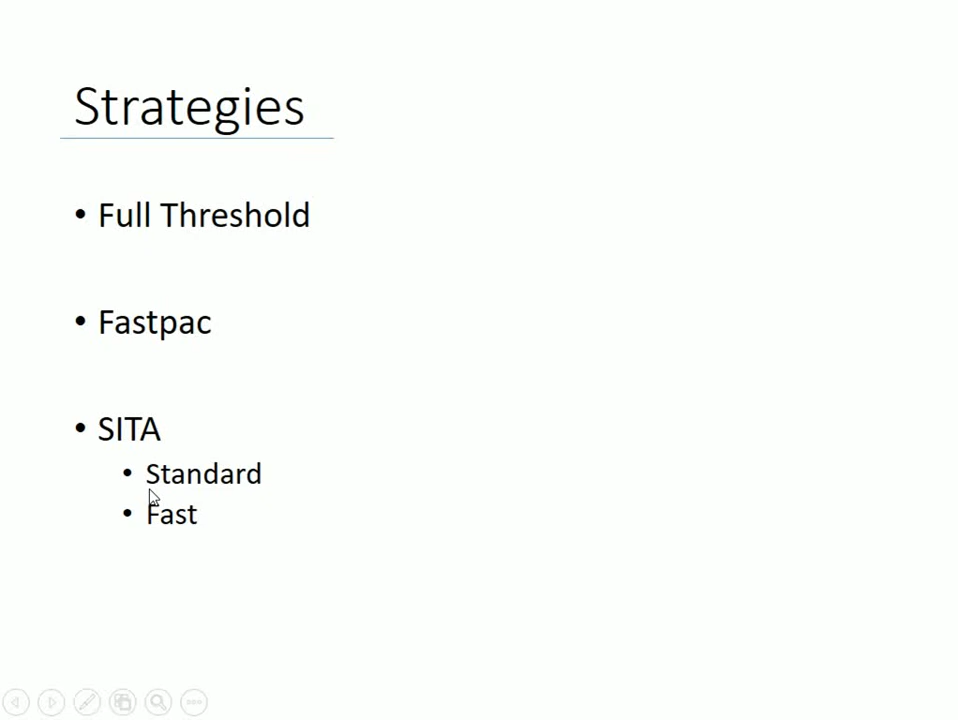 Strategies
• Full Threshold
• Fastpac
• SITA
• Standard
• Fast